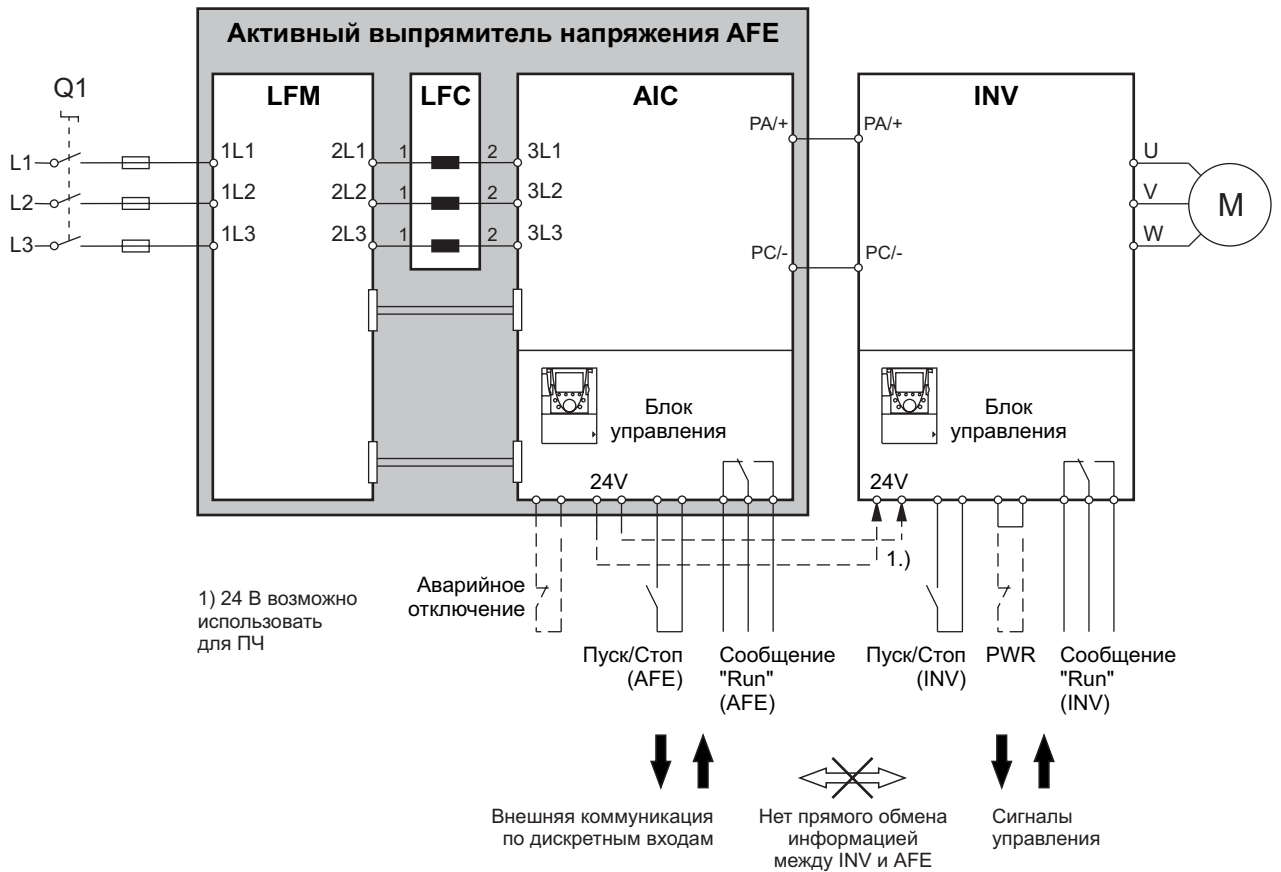 Активный выпрямитель напряжения AFE
Q1
LFM
LFC
AIC
INV
PA/+
PA/+
L1
1L1
2L1
1
2
3L1
U
L2
1L2
2L2
1
2
3L2
V
M
L3
1L3
2L3
1
2
3L3
W
PC/-
PC/-
Блок
управления
Блок
управления
24V
24V
1.)
1) 24 В возможно
использовать
для ПЧ
Аварийное
отключение
Пуск/Стоп
(AFE)
Сообщение
"Run"
(AFE)
Пуск/Стоп
(INV)
PWR
Сообщение
"Run"
(INV)
Внешняя коммуникация
по дискретным входам
Нет прямого обмена
информацией
между INV и AFE
Сигналы
управления